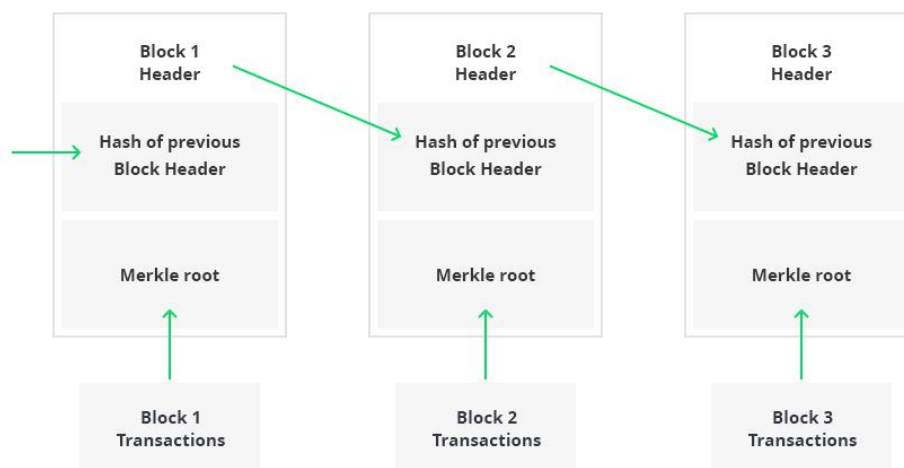 Block 1
Header
Hash of previous
Block Header
Merkle root
Block 1
Transactions
Block 2
Header
Hash of previous
Block Header
Merkle root
Block 2
Transactions
Block 3
Header
Hash of previous
Block Header
Merkle root
Block 3
Transactions